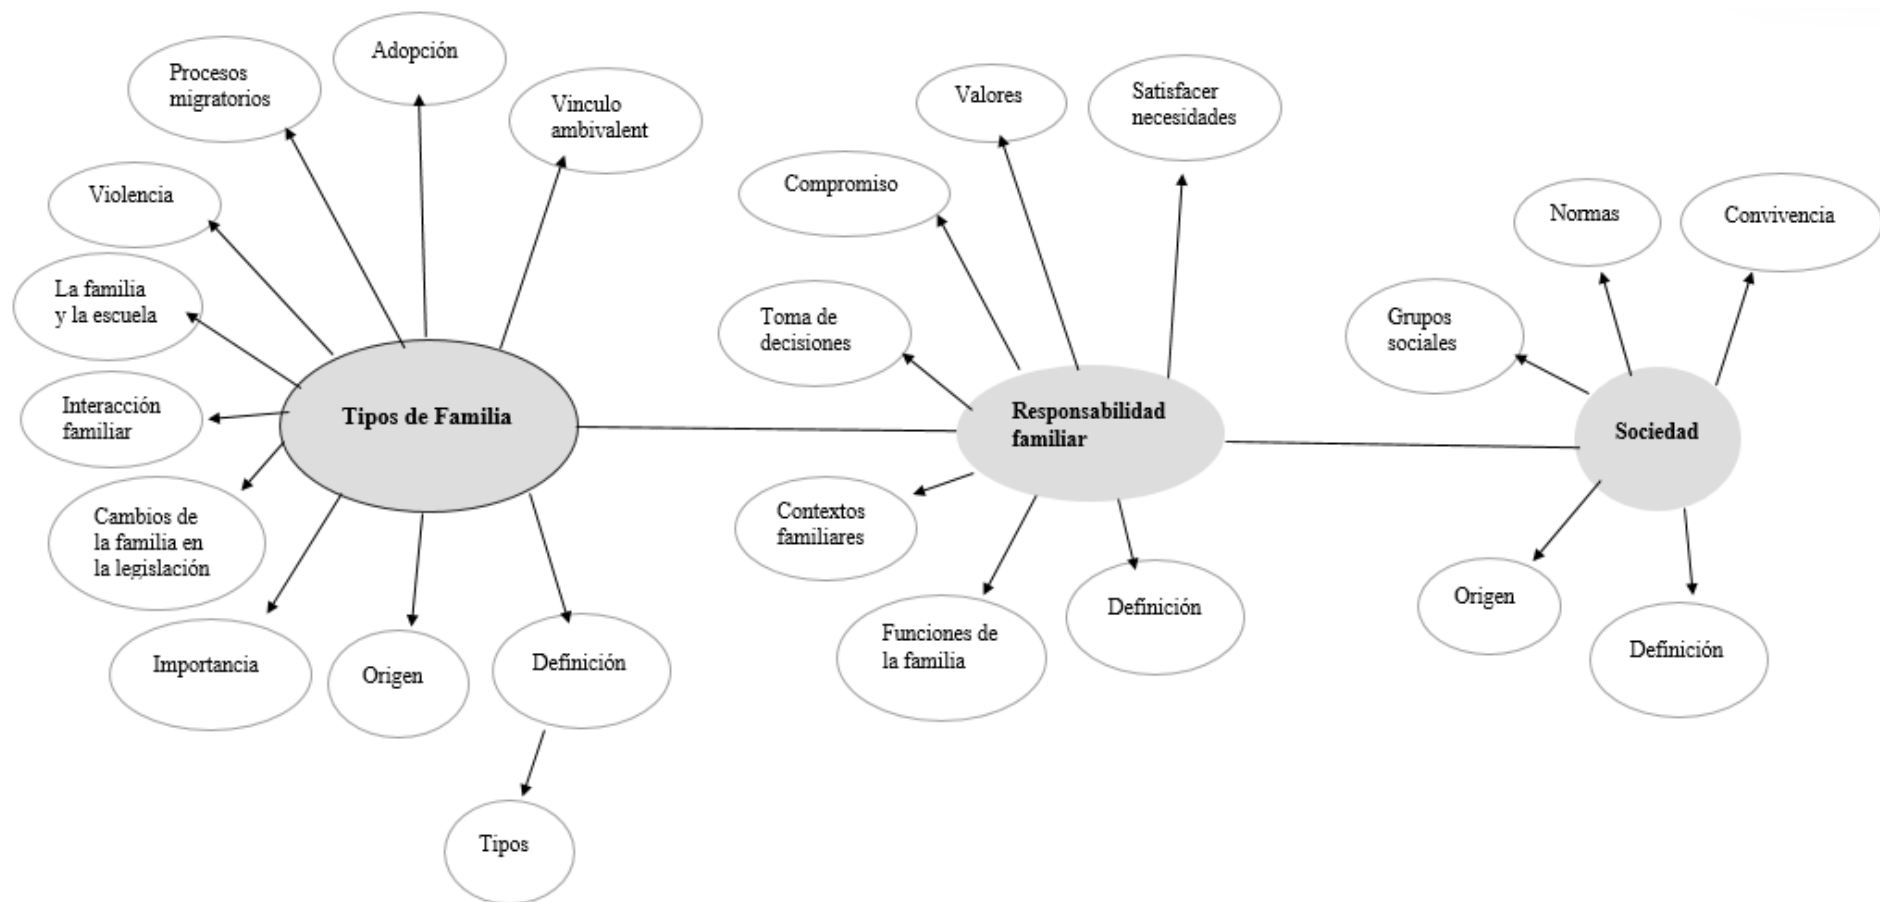 Adopción
Procesos
migratorios
Vinculo
ambivalent
Violencia
La familia
y la escuela
Interacción
familiar
Tipos de Familia
Cambios de
la familia en
la legislación
Importancia
Origen
Definición
Tipos
Valores
Satisfacer
necesidades
Compromiso
Toma de
decisiones
Responsabilidad
familiar
Contextos
familiares
Funciones de
la familia
Definición
Normas
Convivencia
Grupos
sociales
Sociedad
Origen
Definición